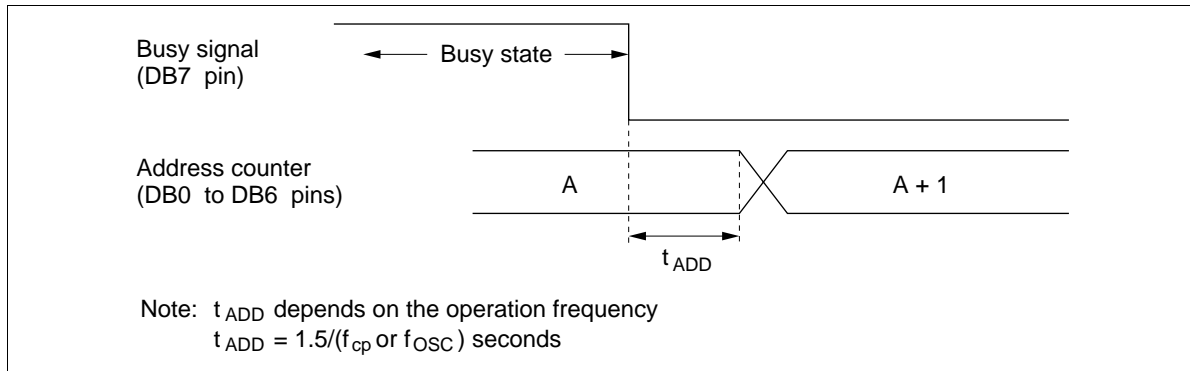 Busy signal
(DB7 pin)
Busy state
Address counter
(DB0 to DB6 pins)
A
A + 1
t ADD
Note: t ADD depends on the operation frequency
t ADD = 1.5/(f cp or f OSC ) seconds